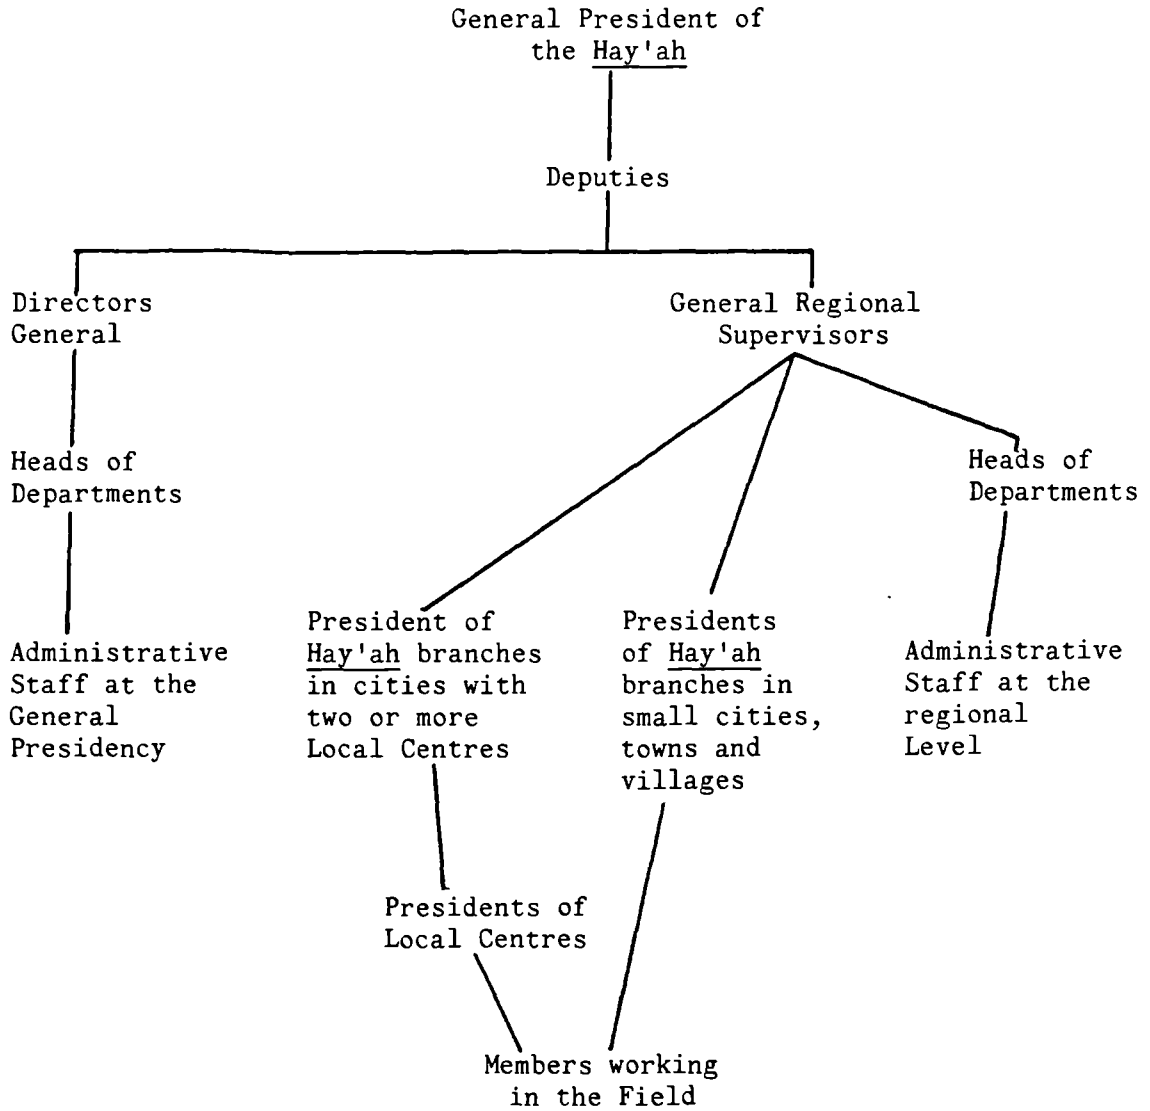 General President of
the Hay'ah
Deputies
Directors
General
General Regional
Supervisors
Heads of
Departments
Heads of
Departments
Administrative
Staff at the
General
Presidency
President of
Hay'ah branches
in cities with
two or more
Local Centres
Presidents
of Hay'ah
branches in
small cities,
towns and
villages
Administrative
Staff at the
regional
Level
Presidents of
Local Centres
Members working
in the Field